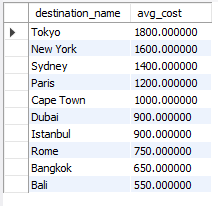 destination_name avg_cost
Tokyo 1800.000000
New York 1600.000000
Sydney 1400.000000
Paris 1200.000000
Cape Town 1000.000000
Dubai 900.000000
Istanbul 900.000000
Rome 750.000000
Bangkok 650.000000
Bali 550.000000